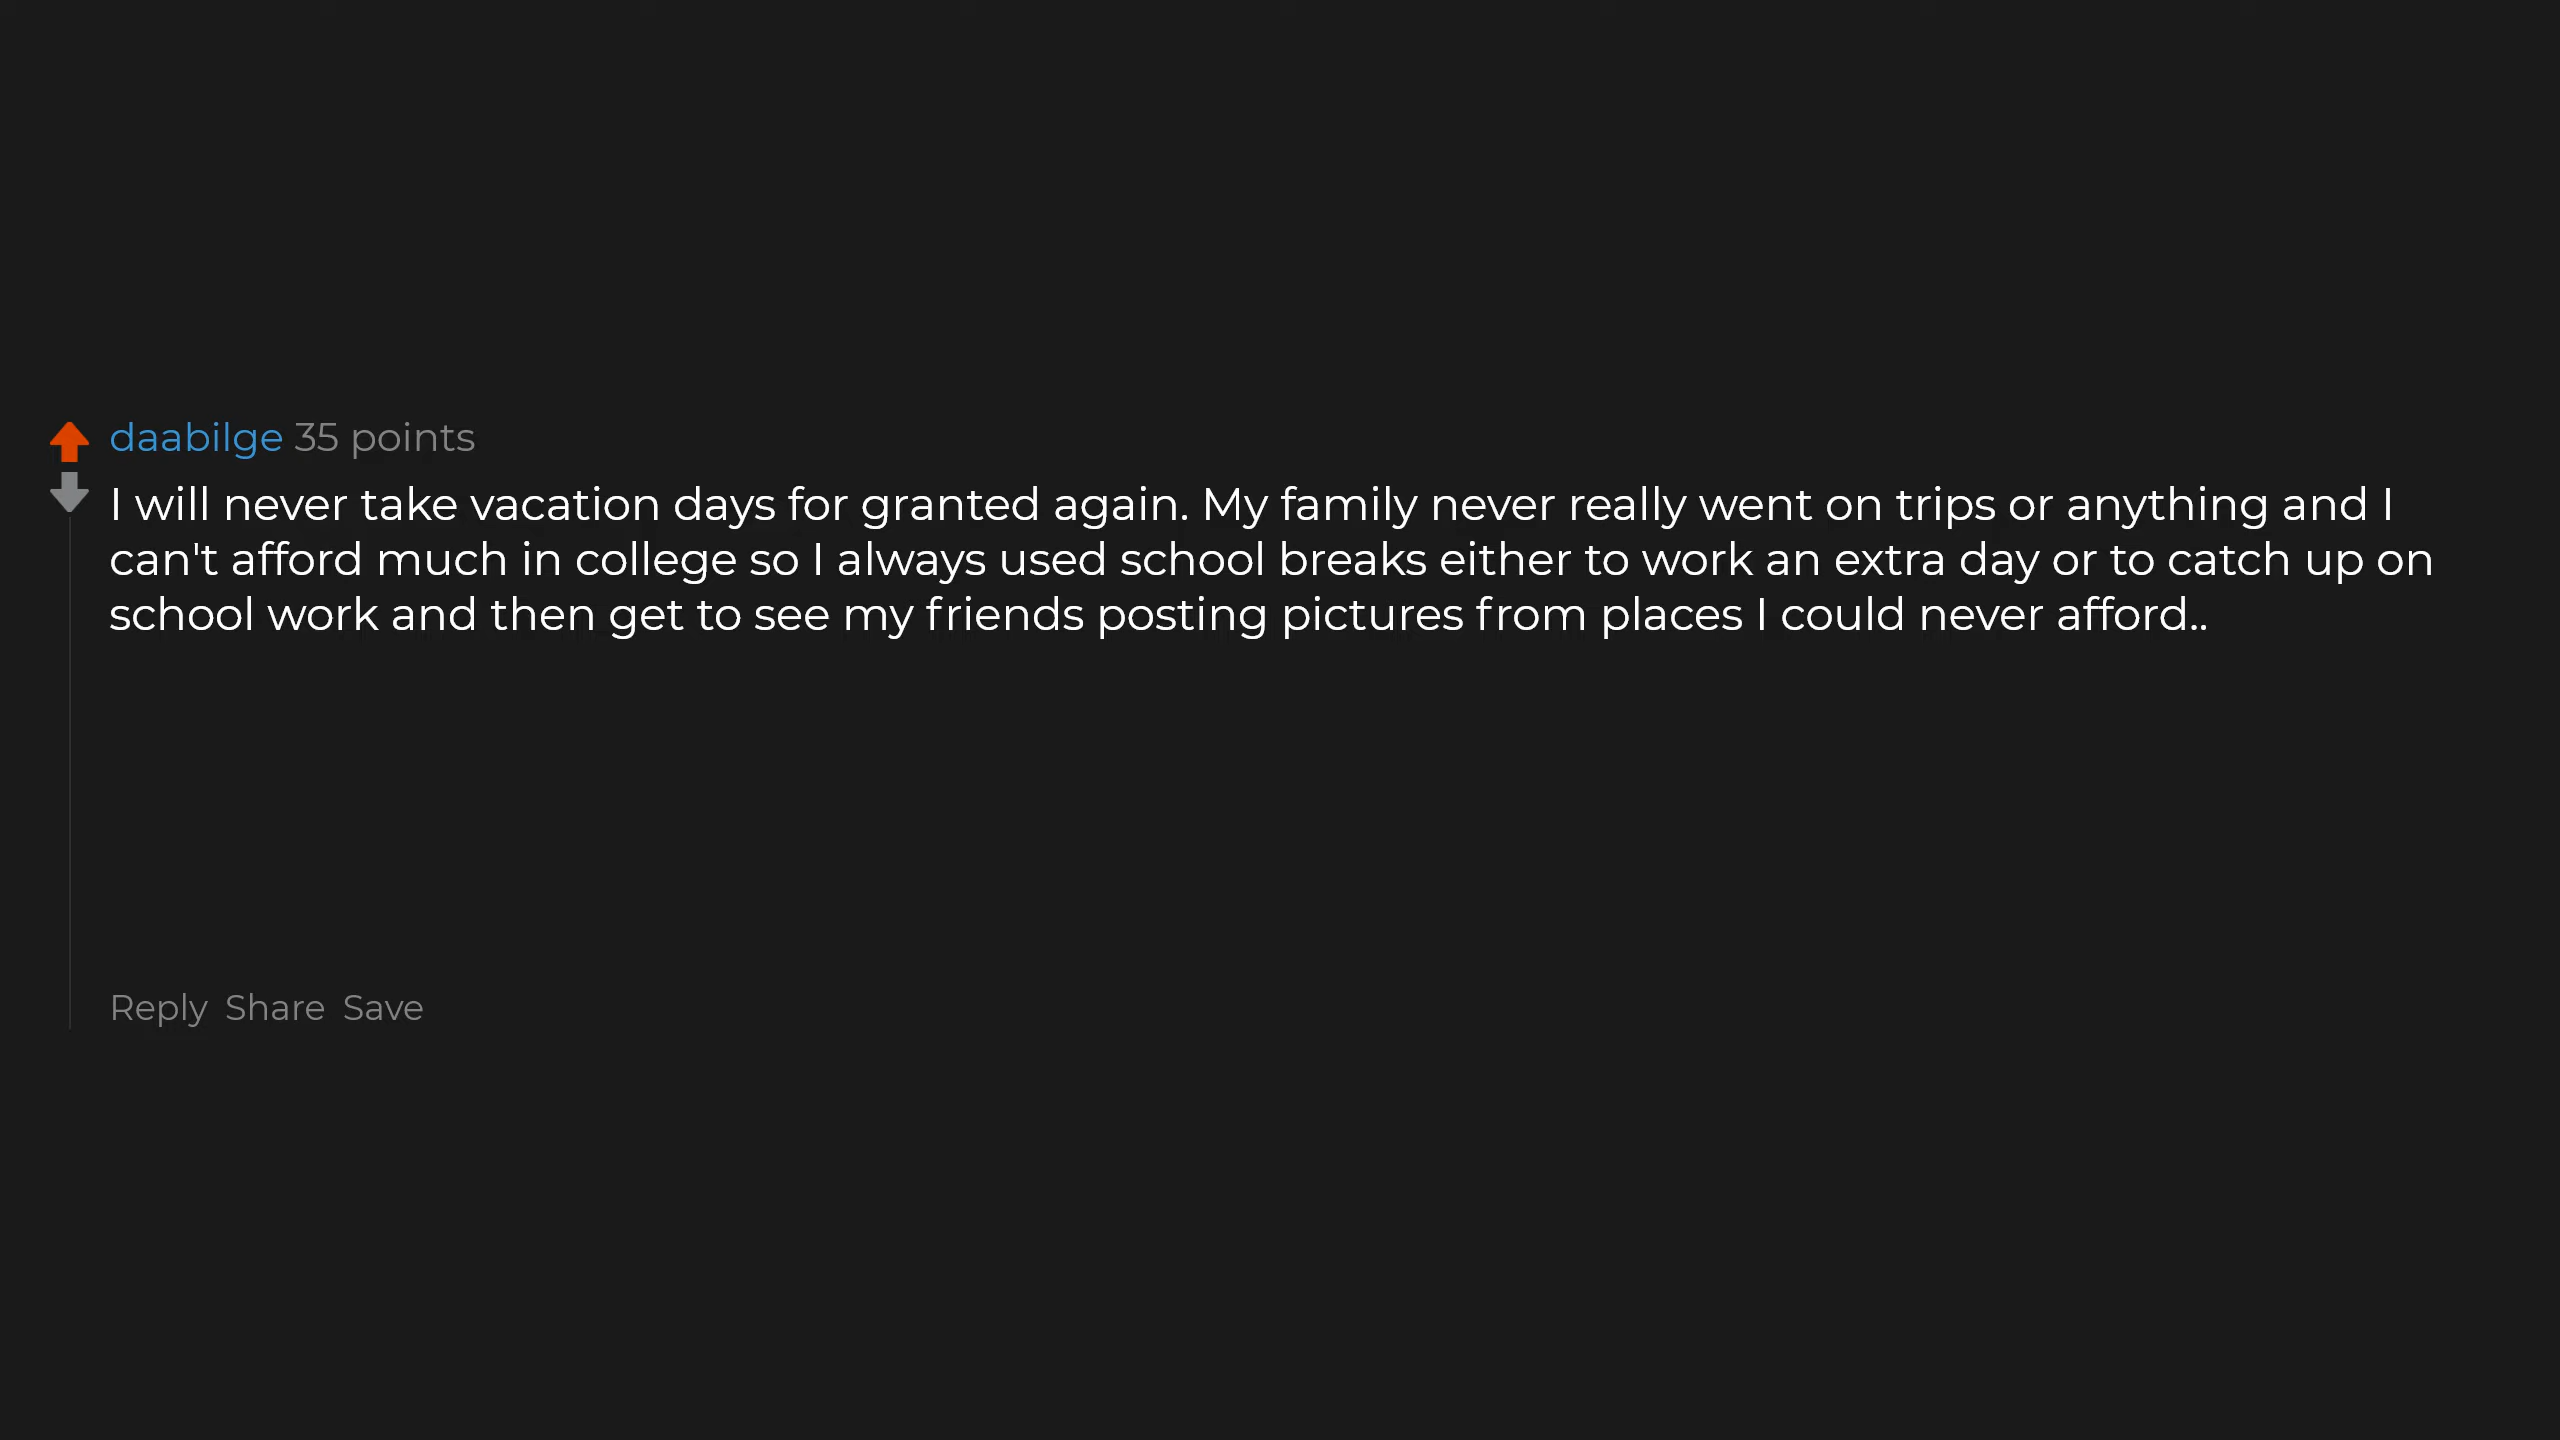 daabilge 35 points
I will never take vacation days for granted again. My family never really went on trips or anything and I
can't afford much in college so I always used school breaks either to work an extra day or to catch up on
school work and then get to see my friends posting pictures from places I could never afford..
Reply Share Save